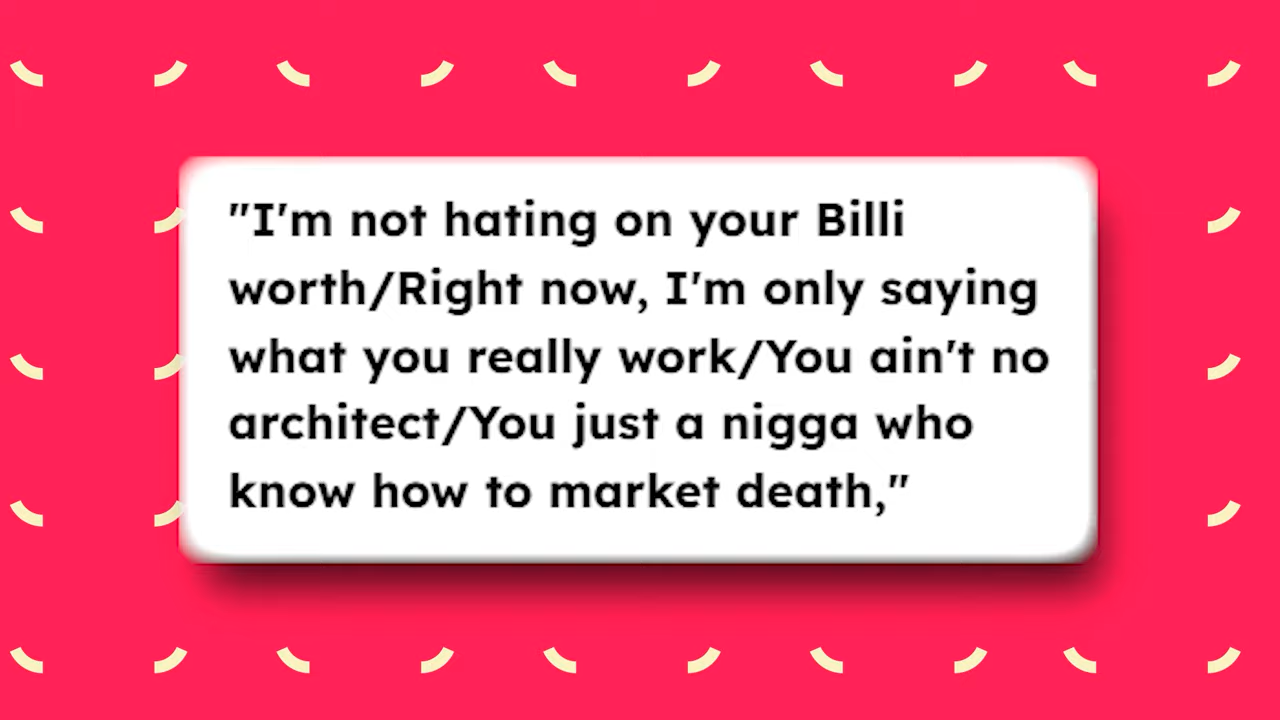 "I'm not hating on your Billi
worth/Right now, I'm only saying
what you really work/You ain't no
architect/You just a nigga who
know how to market death,"